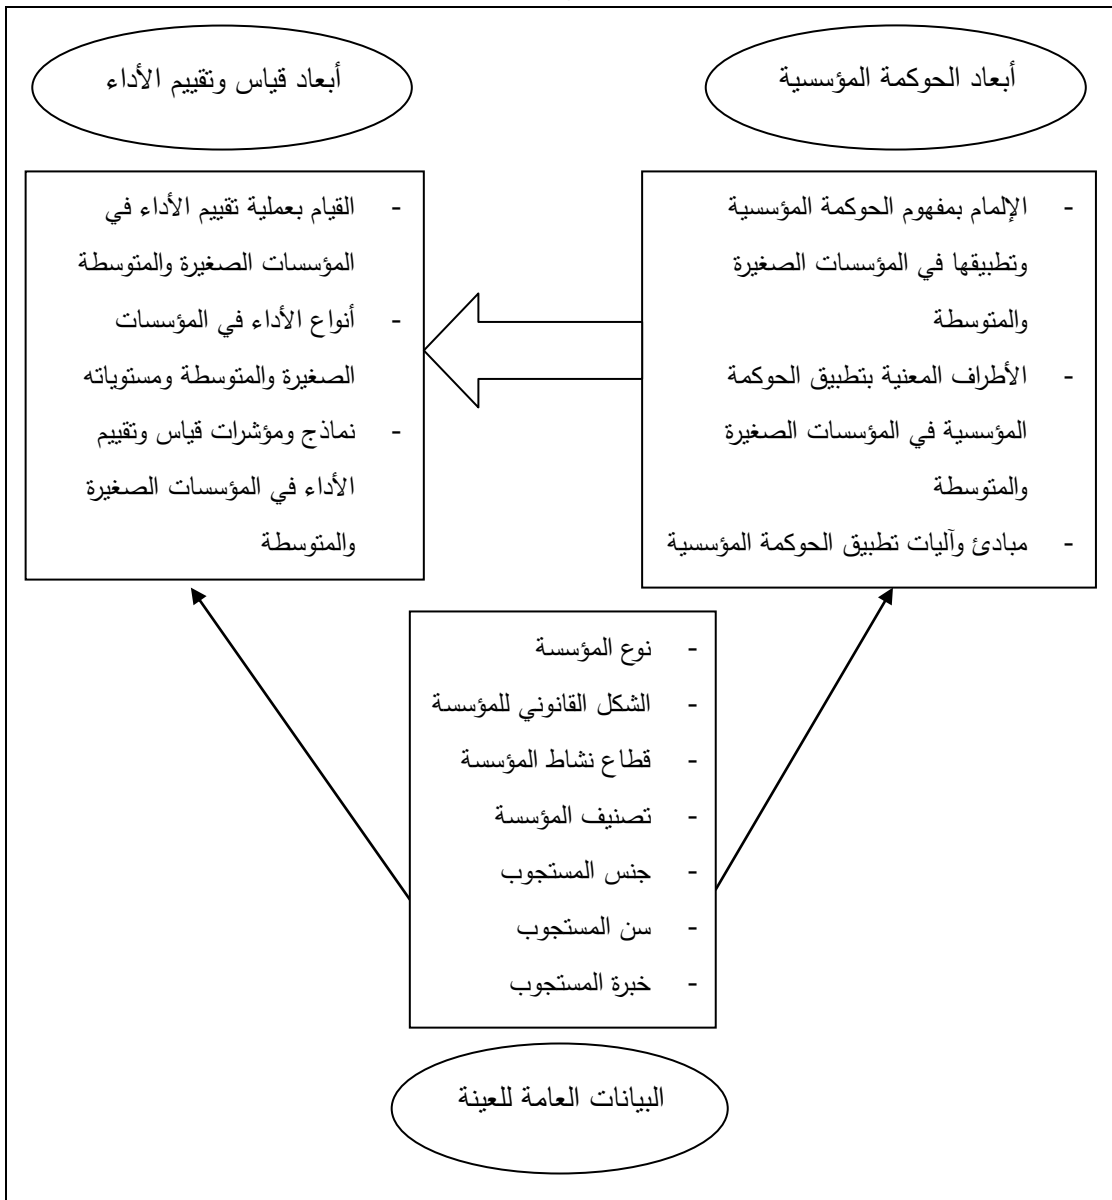 أبعاد الحوكمة المؤسسية
أبعاد قياس وتقييم الأداء
- الإلمام بمفهوم الحوكمة المؤسسية
وتطبيقها في المؤسسات الصغيرة
والمتوسطة
- الأطراف المعنية بتطبيق الحوكمة
المؤسسية في المؤسسات الصغيرة
والمتوسطة
- مبادئ وآليات تطبيق الحوكمة المؤسسية
- القيام بعملية تقييم الأداء في
المؤسسات الصغيرة والمتوسطة
- أنواع الأداء في المؤسسات
الصغيرة والمتوسطة ومستوياته
- نماذج ومؤشرات قياس وتقييم
الأداء في المؤسسات الصغيرة
والمتوسطة
- نوع المؤسسة
- الشكل القانوني للمؤسسة
- قطاع نشاط المؤسسة
- تصنيف المؤسسة
- جنس المستجوب
- سن المستجوب
- خبرة المستجوب
البيانات العامة للعينة